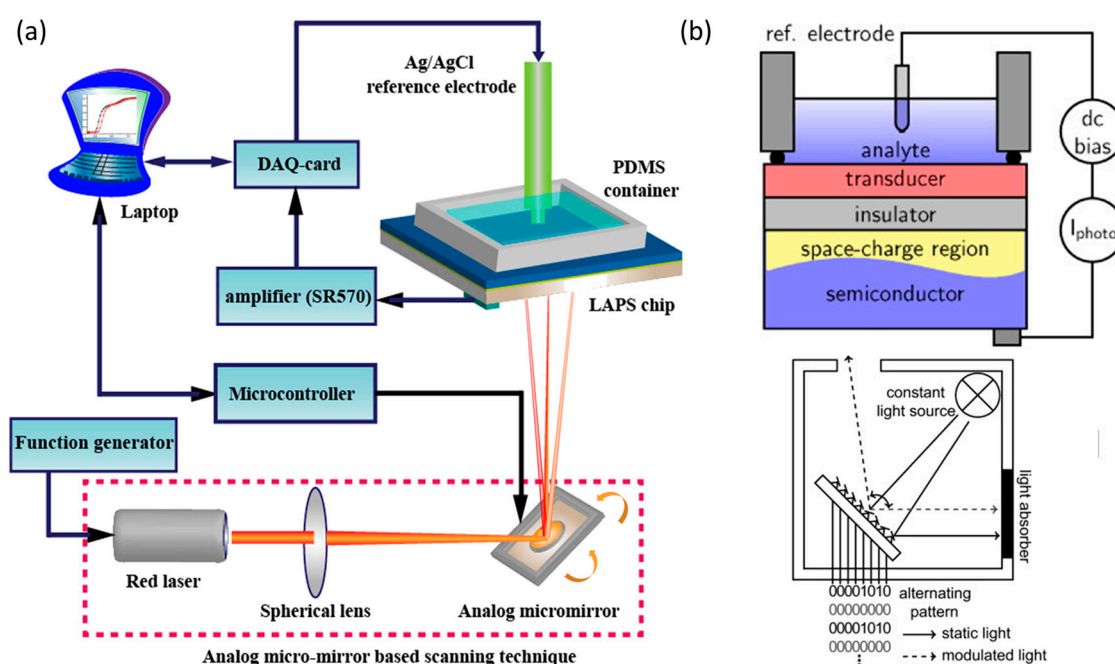 (a)
Ag/AgCl
reference electrode
DAQ-card
Laptop
PDMS
container
amplifier (SR570)
LAPS chip
Microcontroller
Function generator
Red laser
Spherical lens
Analog micromirror
Analog micro-mirror based scanning technique
(b)
ref. electrode
dc
bias
analyte
transducer
insulator
Iphoto
space-charge region
semiconductor
constant
light source
light absorber
00001010 alternating
00000000 pattern
00001010 static light
00000000 modulated light